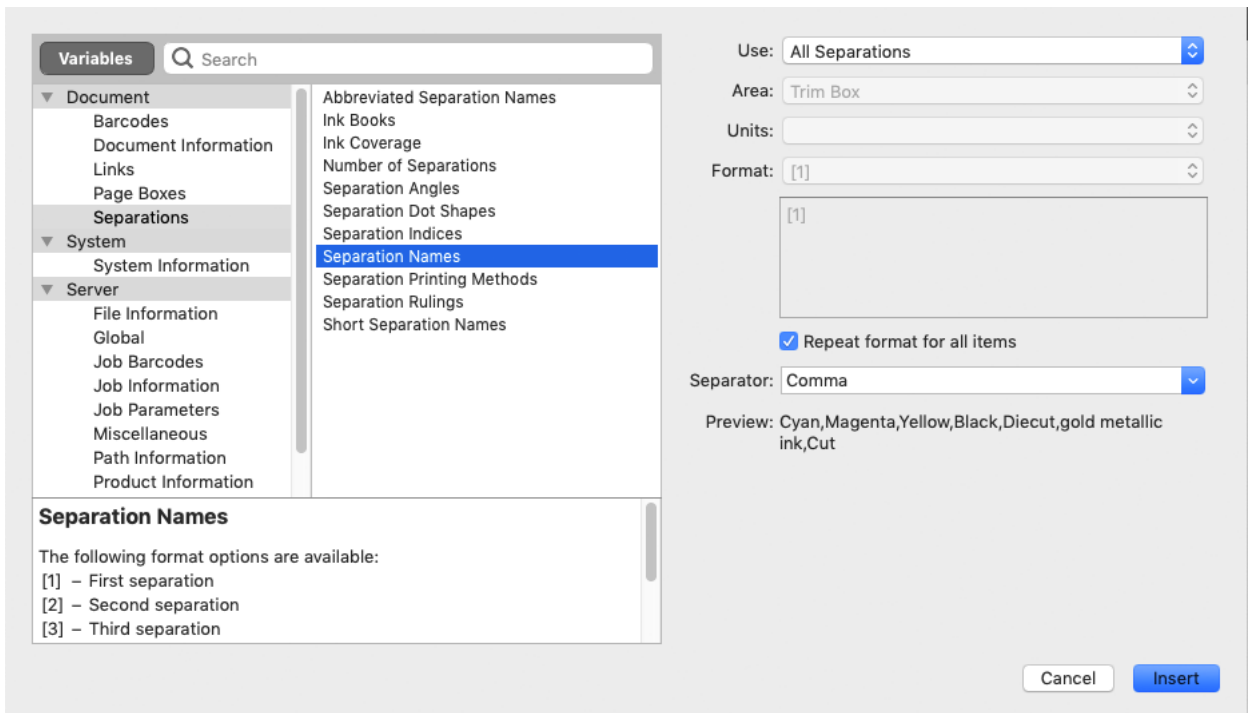 Variables
Search
Document
Barcodes
Document Information
Links
Page Boxes
Separations
System
System Information
Server
File Information
Global
Job Barcodes
Job Information
Job Parameters
Miscellaneous
Path Information
Product Information
Abbreviated Separation Names
Ink Books
Ink Coverage
Number of Separations
Separation Angles
Separation Dot Shapes
Separation Indices
Separation Names
Separation Printing Methods
Separation Rulings
Short Separation Names
Separation Names
The following format options are available:
[1] – First separation
[2] – Second separation
[3] – Third separation
Use: All Separations
Area: Trim Box
Units:
Format: [1]
[1]
Repeat format for all items
Separator: Comma
Preview: Cyan,Magenta,Yellow,Black,Diecut,gold metallic
ink,Cut
Cancel Insert